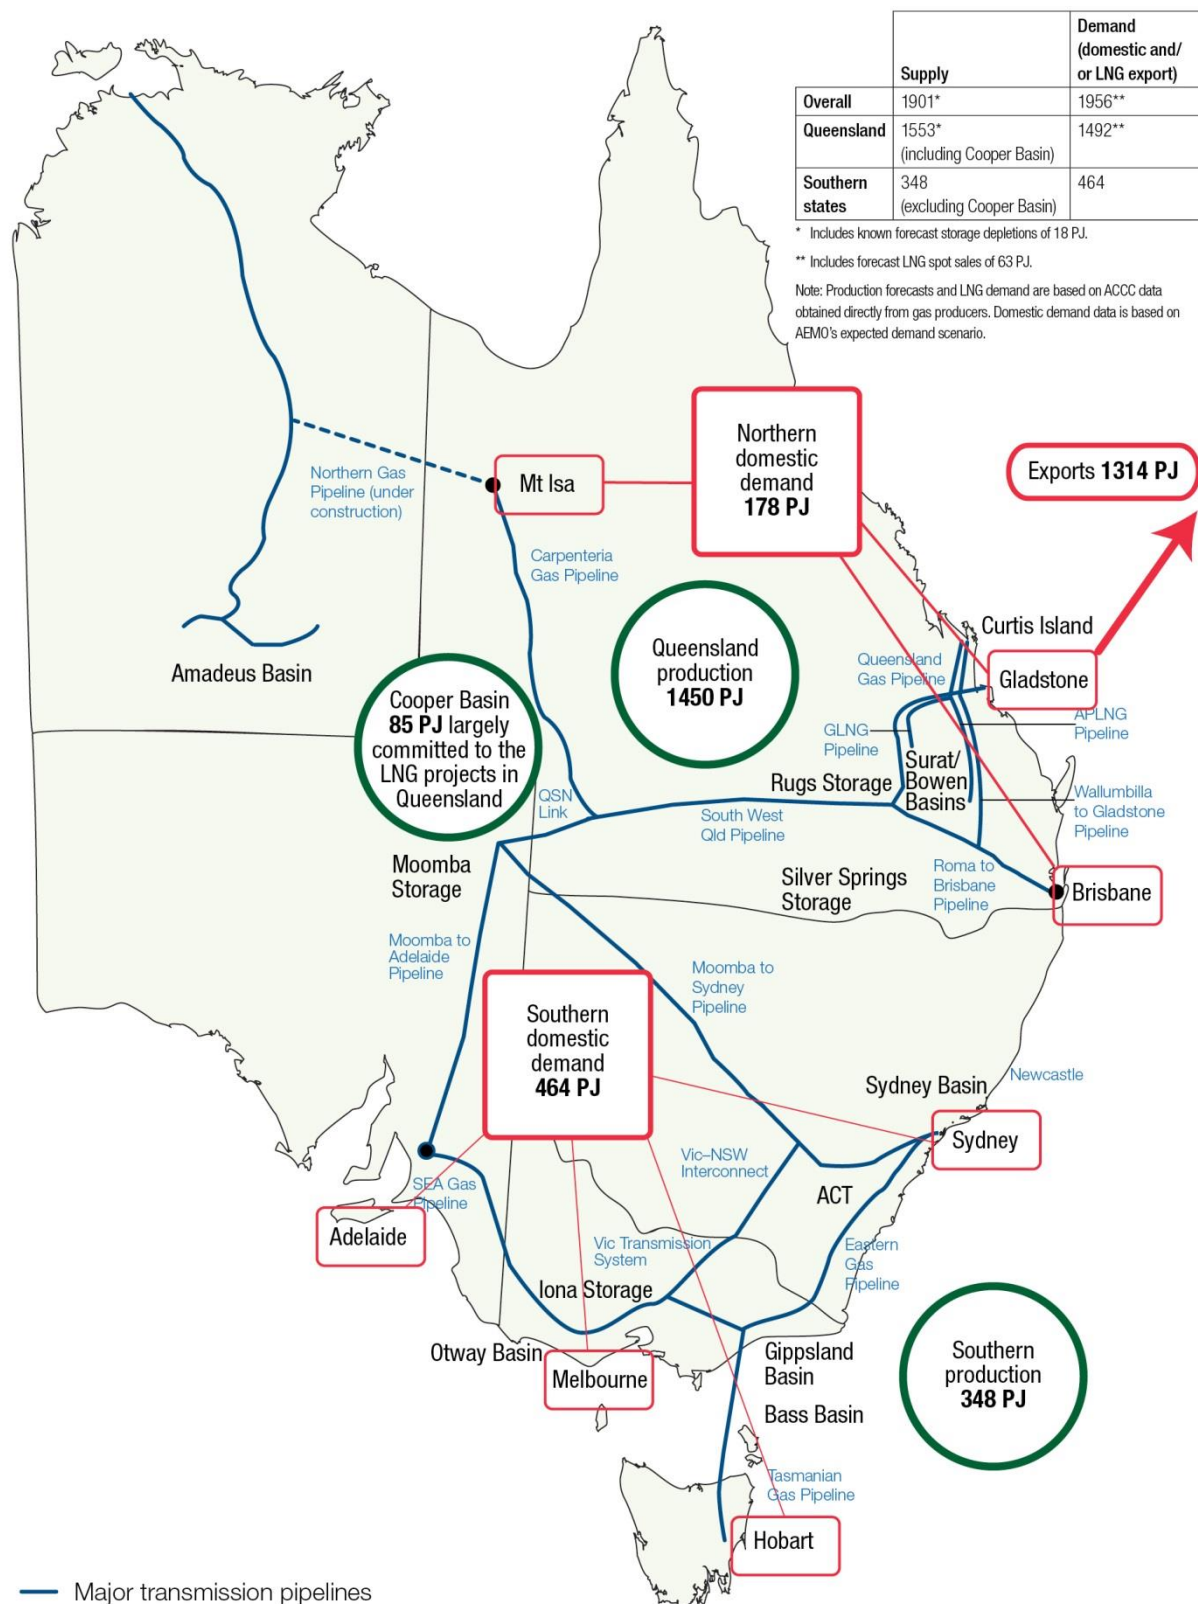 Supply
Demand
(domestic and/
or LNG export)
Overall
1901*
1956**
Queensland
1553*
(including Cooper Basin)
1492**
Southern
states
348
(excluding Cooper Basin)
464
* Includes known forecast storage depletions of 18 PJ.
** Includes forecast LNG spot sales of 63 PJ.
Note: Production forecasts and LNG demand are based on ACCC data
obtained directly from gas producers. Domestic demand data is based on
AEMO's expected demand scenario.
Northern
domestic
demand
178 PJ
Exports 1314 PJ
Northern Gas
Pipeline (under
construction)
Mt Isa
Carpenteria
Gas Pipeline
Queensland
production
1450 PJ
Curtis Island
Queensland
Gas Pipeline
Gladstone
Amadeus Basin
Cooper Basin
85 PJ largely
committed to the
LNG projects in
Queensland
APLNG
Pipeline
GLNG
Pipeline
Surat/
Bowen
Basins
Rugs Storage
QSN
Link
South West
Qld Pipeline
Wallumbilla
to Gladstone
Pipeline
Moomba
Storage
Silver Springs
Storage
Roma to
Brisbane
Pipeline
Brisbane
Moomba to
Adelaide
Pipeline
Moomba to
Sydney
Pipeline
Southern
domestic
demand
464 PJ
Newcastle
Sydney Basin
Sydney
Vic–NSW
Interconnect
SEA Gas
Pipeline
ACT
Adelaide
Vic Transmission
System
Eastern
Gas
Pipeline
Iona Storage
Otway Basin
Melbourne
Gippsland
Basin
Bass Basin
Southern
production
348 PJ
Tasmanian
Gas Pipeline
Hobart
Major transmission pipelines